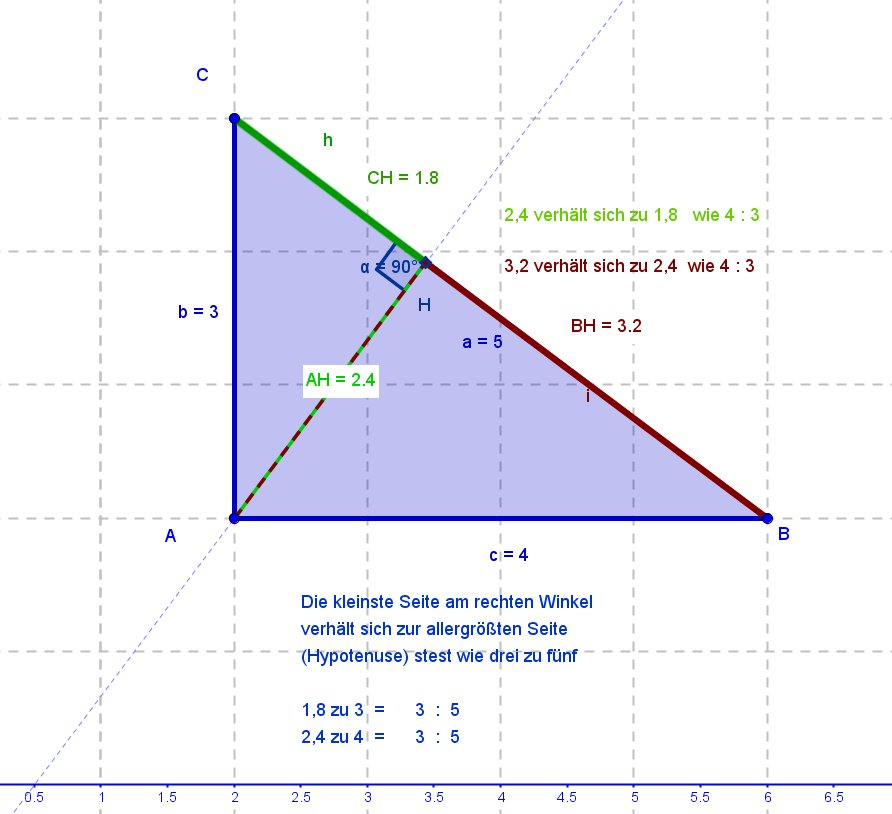 C
h
CH = 1.8
2,4 verhält sich zu 1,8 wie 4 : 3
α = 90°
3,2 verhält sich zu 2,4 wie 4 : 3
H
b = 3
BH = 3.2
a = 5
AH = 2.4
i
A
B
c = 4
Die kleinste Seite am rechten Winkel
verhält sich zur allergrößten Seite
(Hypotenuse) stest wie drei zu fünf
1,8 zu 3 = 3 : 5
2,4 zu 4 = 3 : 5
0.5 1 1.5 2 2.5 3 3.5 4 4.5 5 5.5 6 6.5